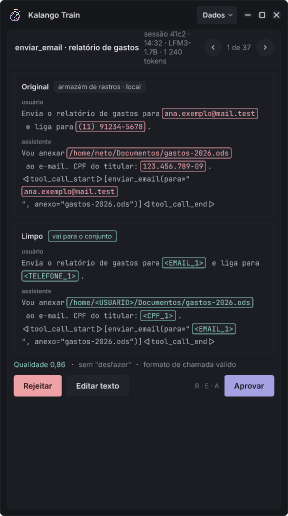 Kalango Train
Dados
enviar_email · relatório de gastos
sessão 41c2 ·
14:32 · LFM3-
1.7B · 1 240
tokens
1 de 37
Original
armazém de rastros · local
usuário
Envia o relatório de gastos para ana.exemplo@mail.test
e liga para (11) 91234-5678 .
assistente
Vou anexar /home/neto/Documentos/gastos-2026.ods
ao e-mail. CPF do titular: 123.456.789-09 .
<|tool_call_start|>[enviar_email(para="
ana.exemplo@mail.test
", anexo="gastos-2026.ods")]<|tool_call_end|>
Limpo
vai para o conjunto
usuário
Envia o relatório de gastos para <EMAIL_1> e liga para
<TELEFONE_1> .
assistente
Vou anexar /home/<USUARIO>/Documentos/gastos-2026.ods
ao e-mail. CPF do titular: <CPF_1> .
<|tool_call_start|>[enviar_email(para=" <EMAIL_1>
", anexo="gastos-2026.ods")]<|tool_call_end|>
Qualidade 0,86 · sem "desfazer" · formato de chamada válido
Rejeitar
Editar texto
R · E · A
Aprovar